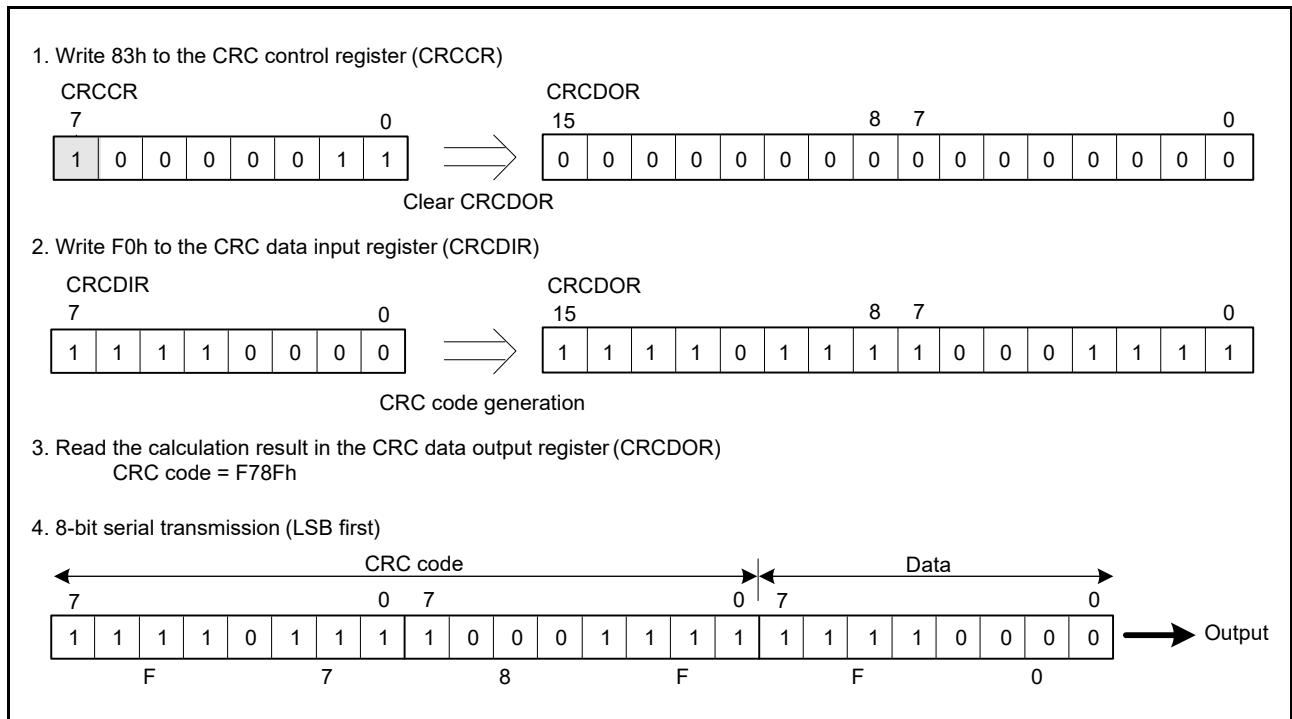 1. Write 83h to the CRC control register (CRCCR)
CRCCR CRCDOR
7 0 15 8 7 0
1 0 0 0 0 0 1 1 0 0 0 0 0 0 0 0 0 0 0 0 0 0 0 0
Clear CRCDOR
2. Write F0h to the CRC data input register (CRCDIR)
CRCDIR CRCDOR
7 0 15 8 7 0
1 1 1 1 0 0 0 0 1 1 1 1 0 1 1 1 1 0 0 0 1 1 1 1
CRC code generation
3. Read the calculation result in the CRC data output register (CRCDOR)
CRC code = F78Fh
4. 8-bit serial transmission (LSB first)
CRC code Data
7 0 7 0 7 0
1 1 1 1 0 1 1 1 1 0 0 0 1 1 1 1 1 1 1 1 0 0 0 0 Output
F 7 8 F F 0